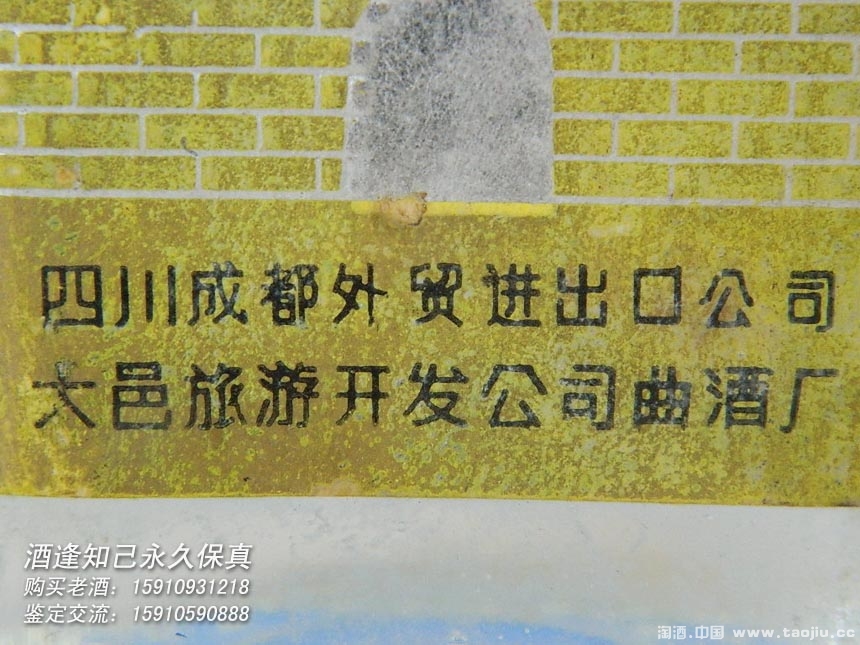 四川成都外贸进出口公司
大邑旅游开发公司曲酒厂
酒逢知己永久保真
购买老酒：15910931218
鉴定交流：15910590888
淘酒.中国 www.taojiu.cc